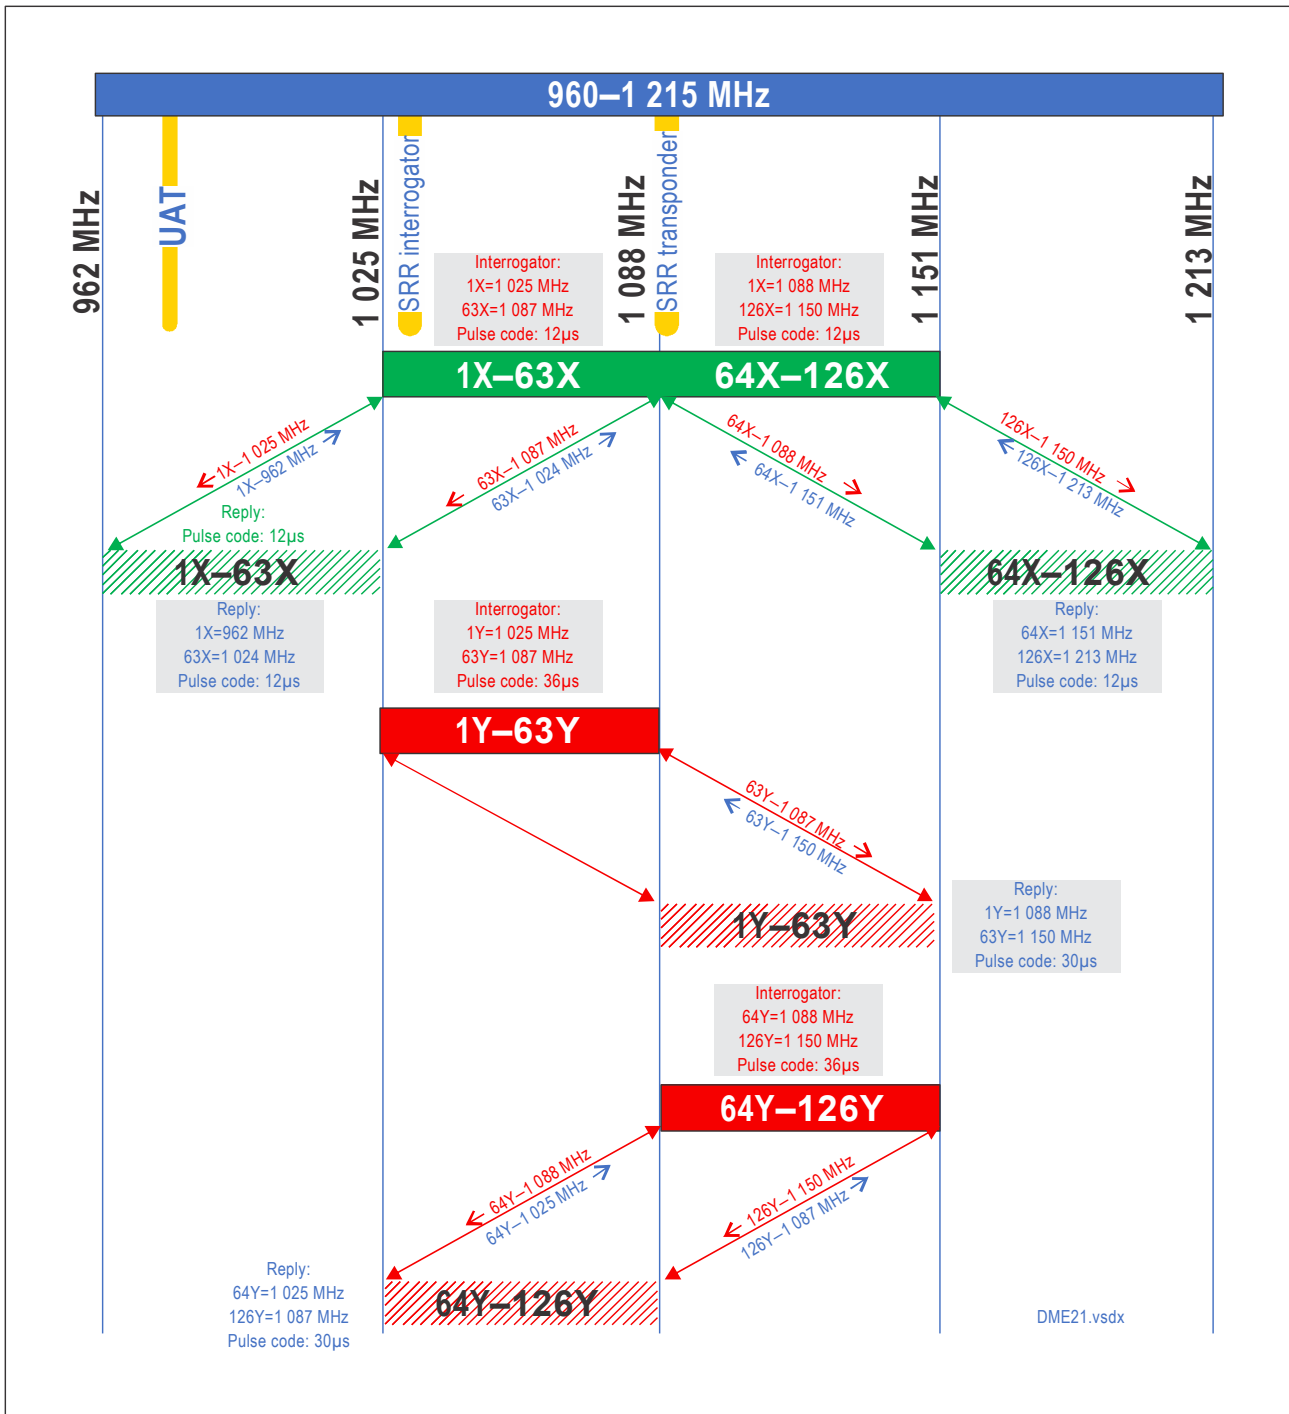 960–1 215 MHz
962 MHz
UAT
1 025 MHz
SRR interrogator
1 088 MHz
SRR transponder
1 151 MHz
1 213 MHz
Interrogator:
1X=1 025 MHz
63X=1 087 MHz
Pulse code: 12µs
Interrogator:
1X=1 088 MHz
126X=1 150 MHz
Pulse code: 12µs
1X–63X
64X–126X
1X–1 025 MHz
1X–962 MHz
63X–1 087 MHz
63X–1 024 MHz
64X–1 088 MHz
64X–1 151 MHz
126X–1 150 MHz
126X–1 213 MHz
Reply:
Pulse code: 12µs
1X–63X
64X–126X
Reply:
1X=962 MHz
63X=1 024 MHz
Pulse code: 12µs
Interrogator:
1Y=1 025 MHz
63Y=1 087 MHz
Pulse code: 36µs
Reply:
64X=1 151 MHz
126X=1 213 MHz
Pulse code: 12µs
1Y–63Y
63Y–1 087 MHz
63Y–1 150 MHz
1Y–63Y
Reply:
1Y=1 088 MHz
63Y=1 150 MHz
Pulse code: 30µs
Interrogator:
64Y=1 088 MHz
126Y=1 150 MHz
Pulse code: 36µs
64Y–126Y
64Y–1 088 MHz
64Y–1 025 MHz
126Y–1 150 MHz
126Y–1 087 MHz
Reply:
64Y=1 025 MHz
126Y=1 087 MHz
Pulse code: 30µs
64Y–126Y
DME21.vsdx